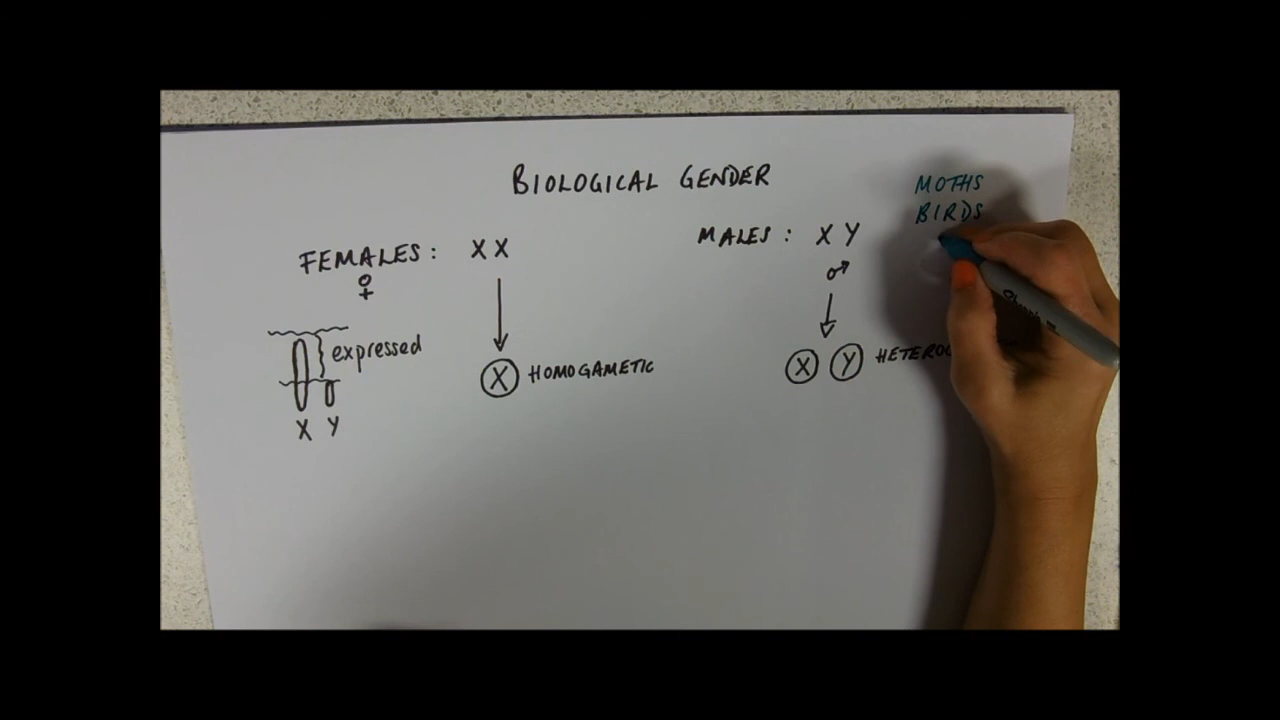 BIOLOGICAL GENDER
MOTHS
BIRDS
FEMALES : XX
♀
MALES : XY
♂
expressed
X Y
X HOMOGAMETIC
X Y